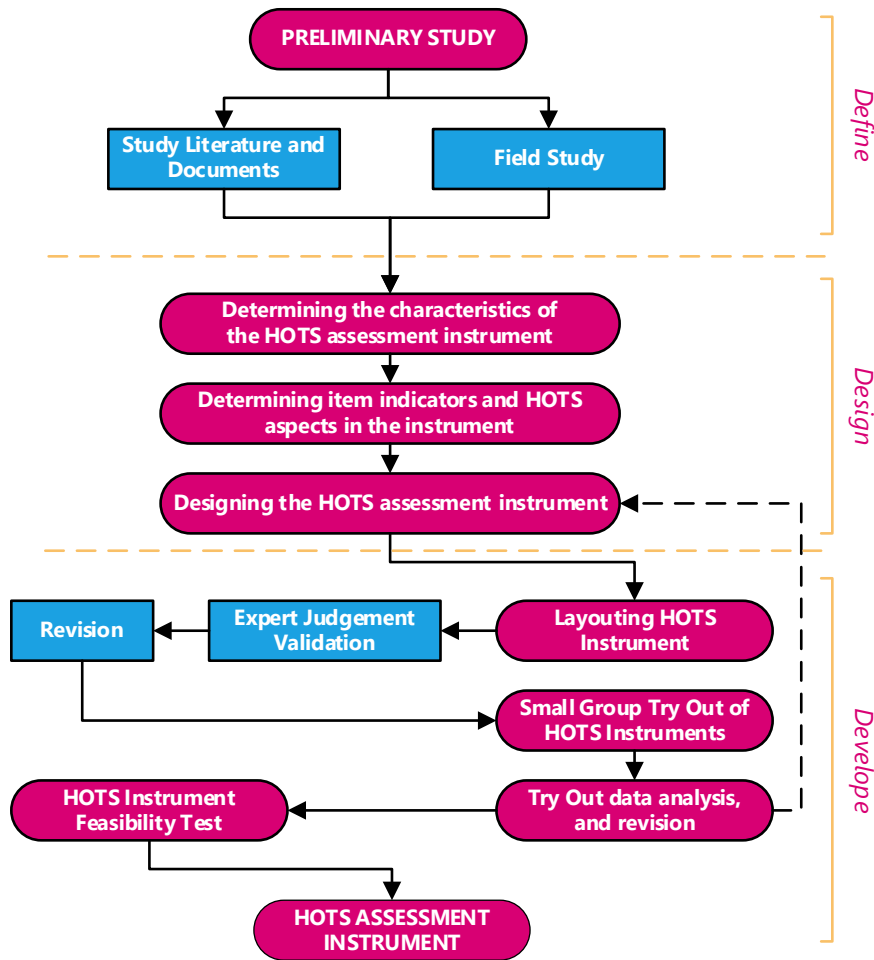 PRELIMINARY STUDY
Study Literature and
Documents
Field Study
Define
Determining the characteristics of
the HOTS assessment instrument
Determining item indicators and HOTS
aspects in the instrument
Designing the HOTS assessment instrument
Design
Revision
Expert Judgement
Validation
Layouting HOTS
Instrument
Small Group Try Out of
HOTS Instruments
HOTS Instrument
Feasibility Test
Try Out data analysis,
and revision
HOTS ASSESSMENT
INSTRUMENT
Develope